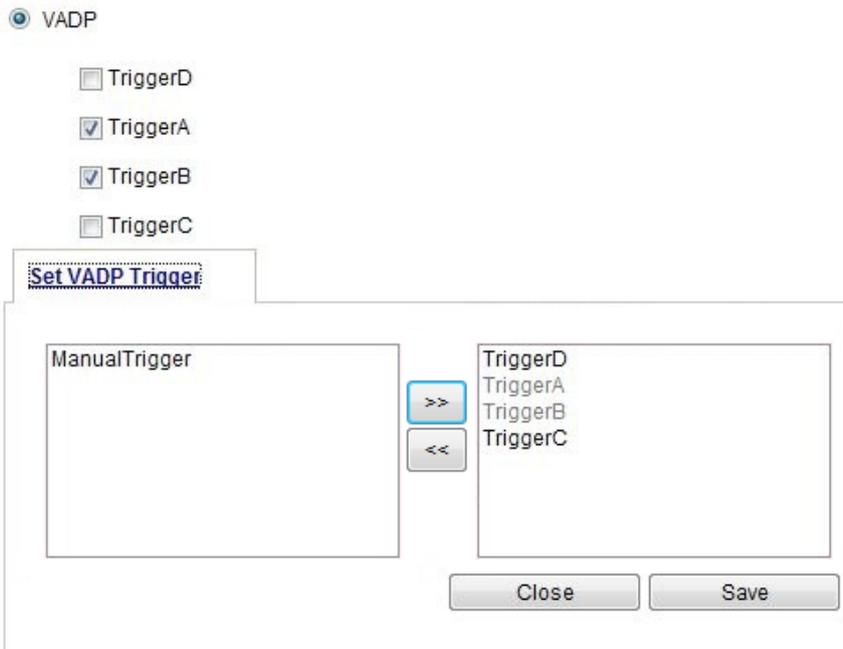 VADP
TriggerD
TriggerA
TriggerB
TriggerC
Set VADP Trigger
ManualTrigger
>>
<<
TriggerD
TriggerA
TriggerB
TriggerC
Close
Save